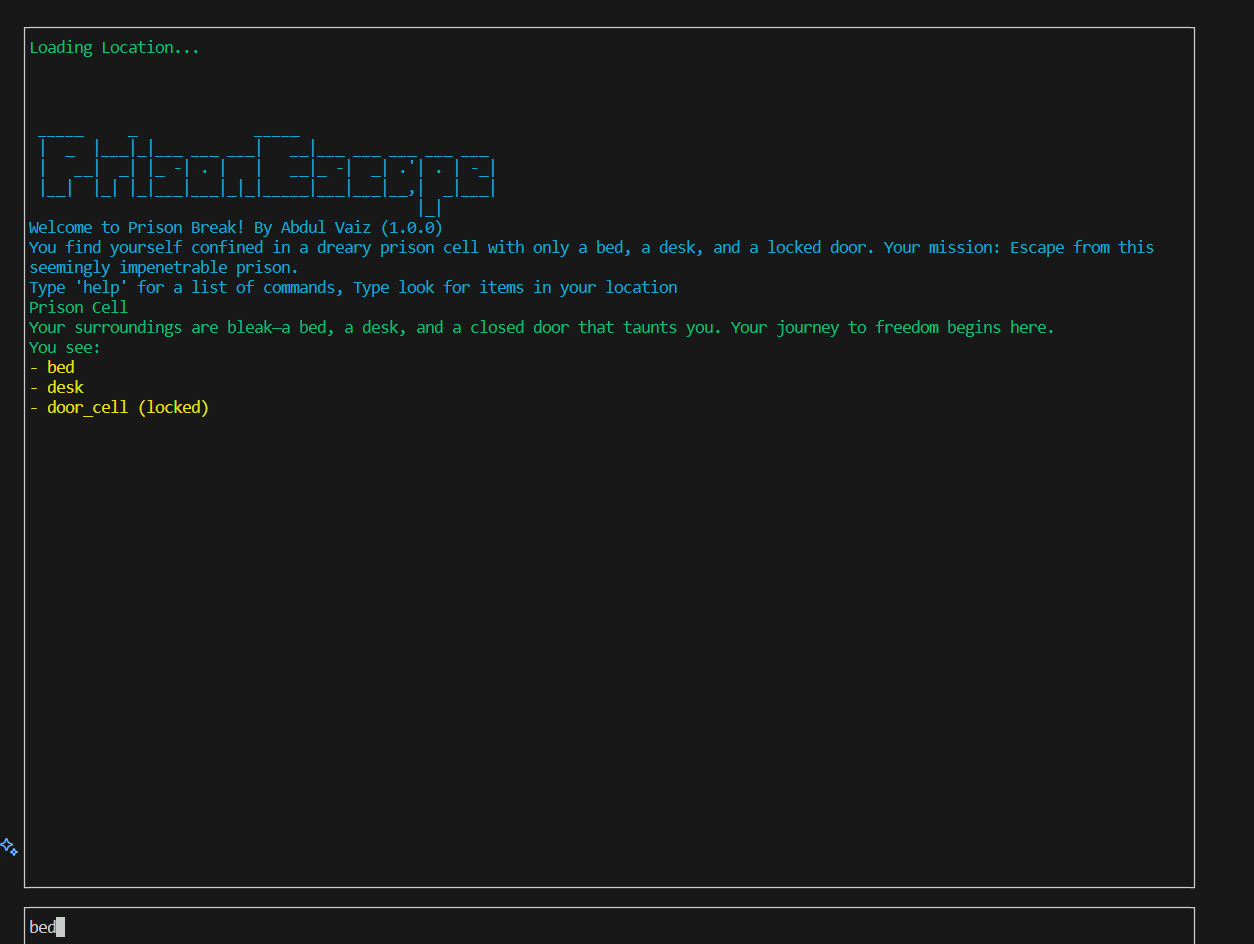 Loading Location...
PrisonEscape
Welcome to Prison Break! By Abdul Vaiz (1.0.0)
You find yourself confined in a dreary prison cell with only a bed, a desk, and a locked door. Your mission: Escape from this
seemingly impenetrable prison.
Type 'help' for a list of commands, Type look for items in your location
Prison Cell
Your surroundings are bleak—a bed, a desk, and a closed door that taunts you. Your journey to freedom begins here.
You see:
- bed
- desk
- door_cell (locked)
bed